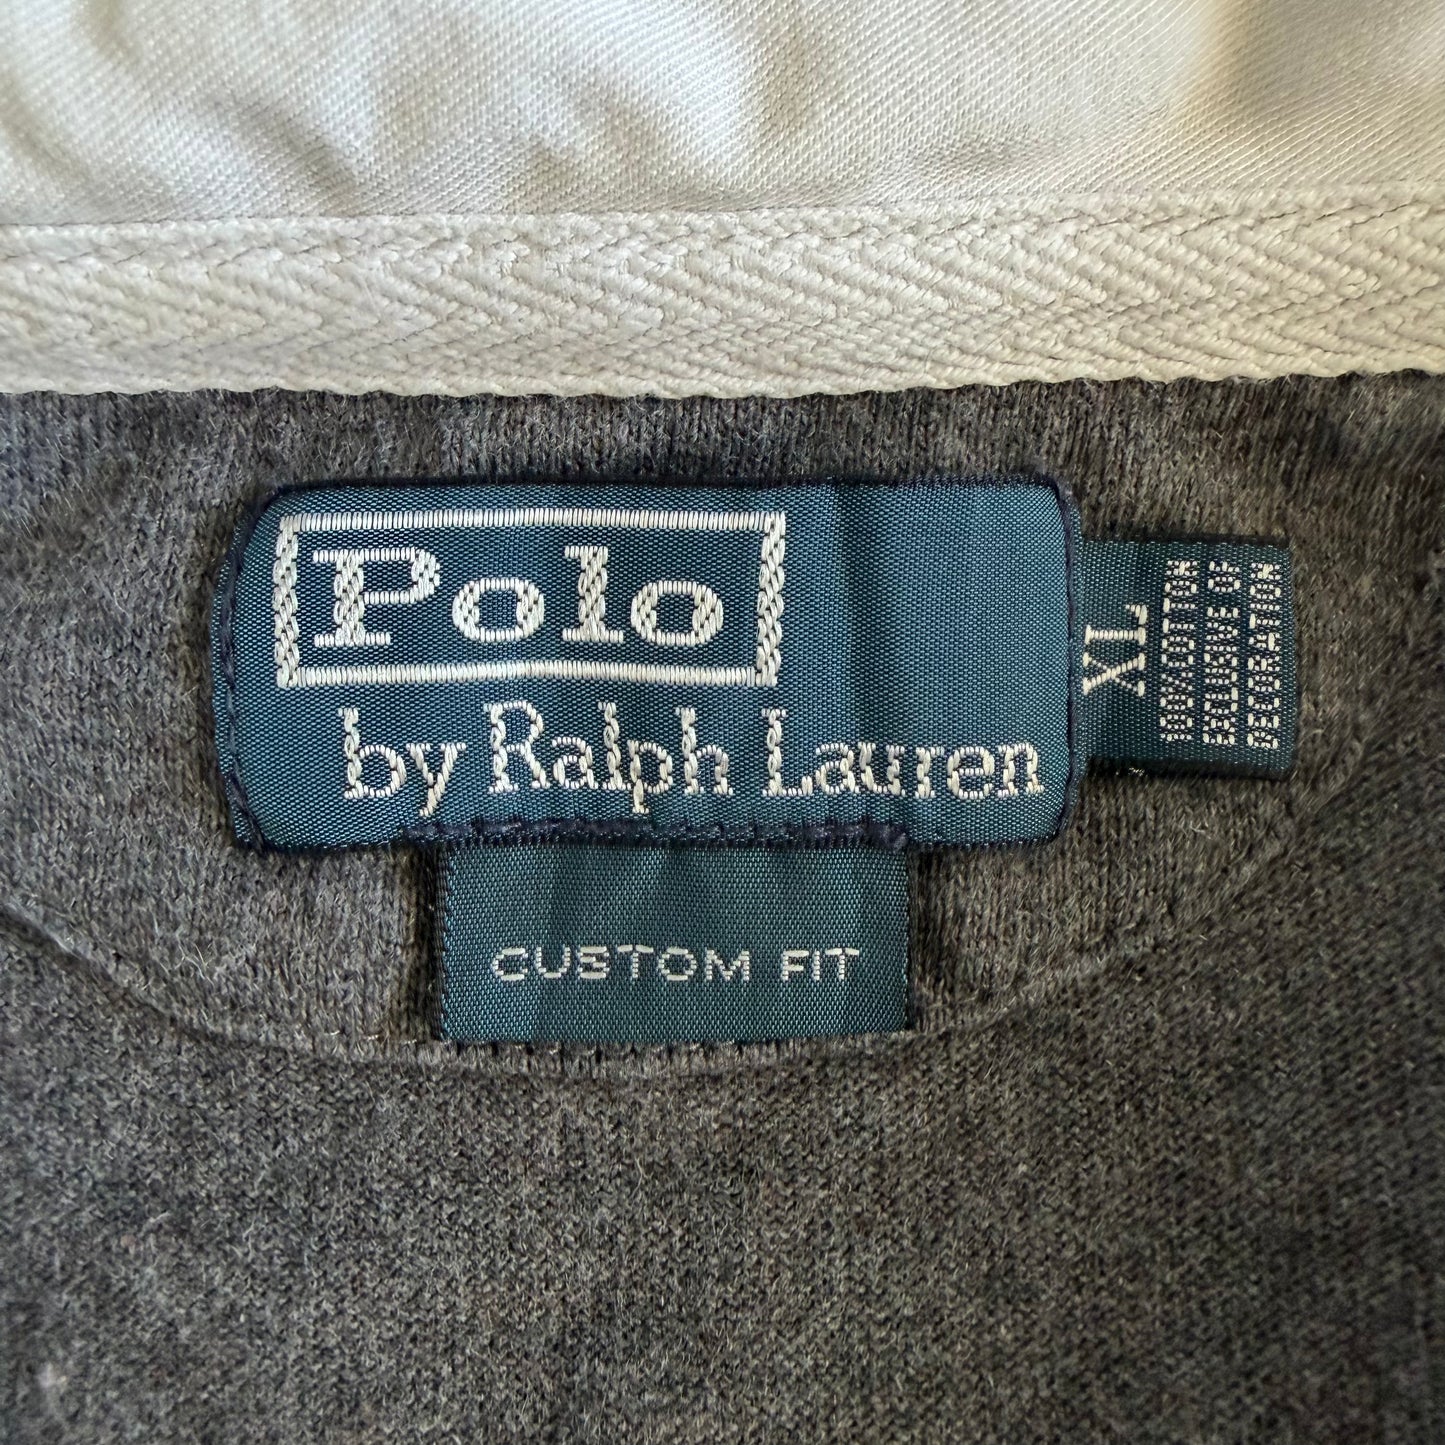 Polo
by Ralph Lauren
XL
100% COTTON
EXCLUSIVE OF
DECORATION
CUSTOM FIT